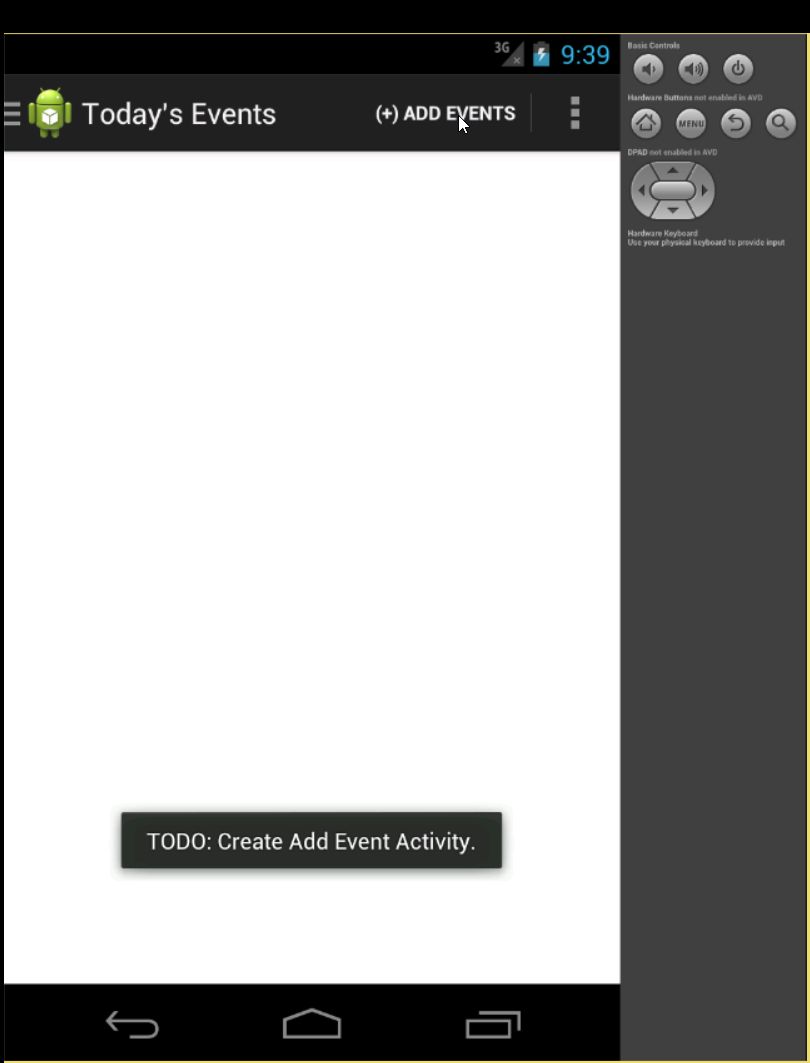 3G 9:39
Today's Events (+) ADD EVENTS
TODO: Create Add Event Activity.
Basic Controls
Hardware Buttons not enabled in AVD
MENU
DPAD not enabled in AVD
Hardware Keyboard
Use your physical keyboard to provide input